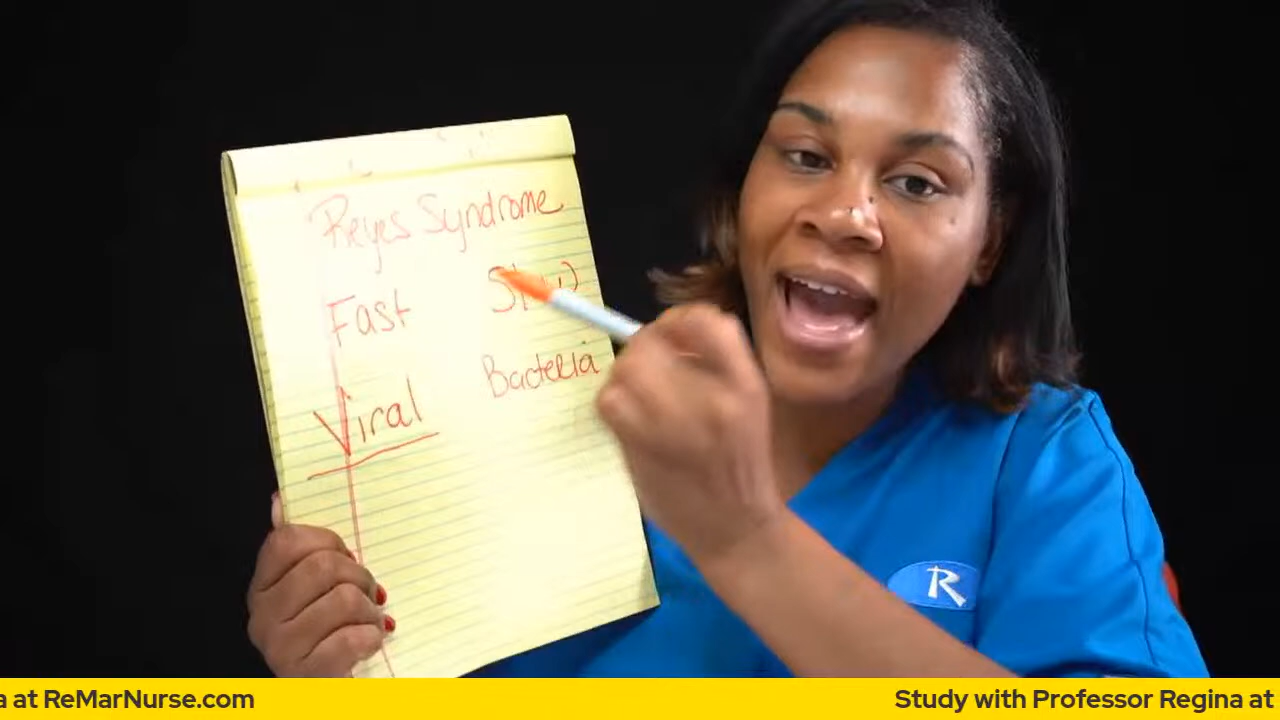 Reyes Syndrome
Fast
Bacteria
Viral
R
a at ReMarNurse.com
Study with Professor Regina at